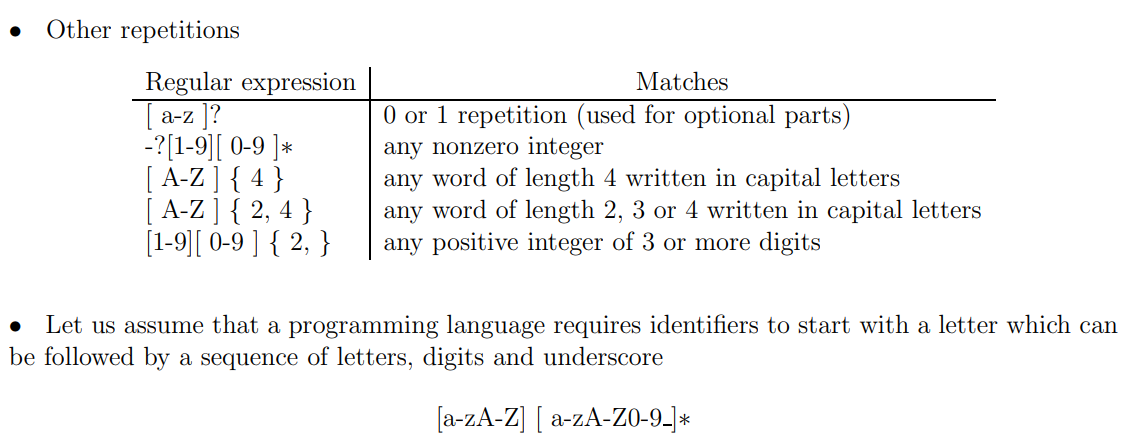 • Other repetitions
Regular expression Matches
[ a-z ]? 0 or 1 repetition (used for optional parts)
-?[1-9][ 0-9 ]∗ any nonzero integer
[ A-Z ] { 4 } any word of length 4 written in capital letters
[ A-Z ] { 2, 4 } any word of length 2, 3 or 4 written in capital letters
[1-9][ 0-9 ] { 2, } any positive integer of 3 or more digits
• Let us assume that a programming language requires identifiers to start with a letter which can
be followed by a sequence of letters, digits and underscore
[a-zA-Z] [ a-zA-Z0-9_]∗